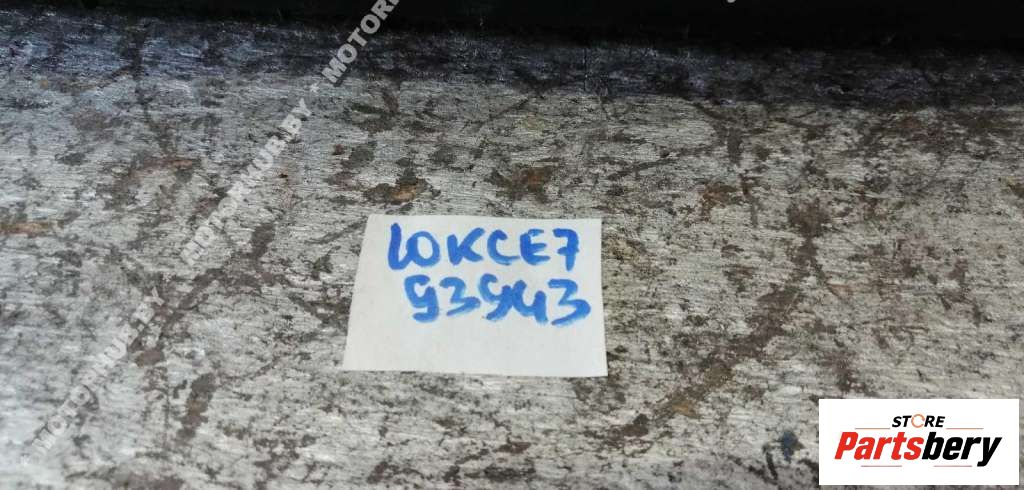 MOTORHUB.BY - MOTORHUB.BY
MOTORHUB.BY
10KCE7
93943
STORE
Partsbery